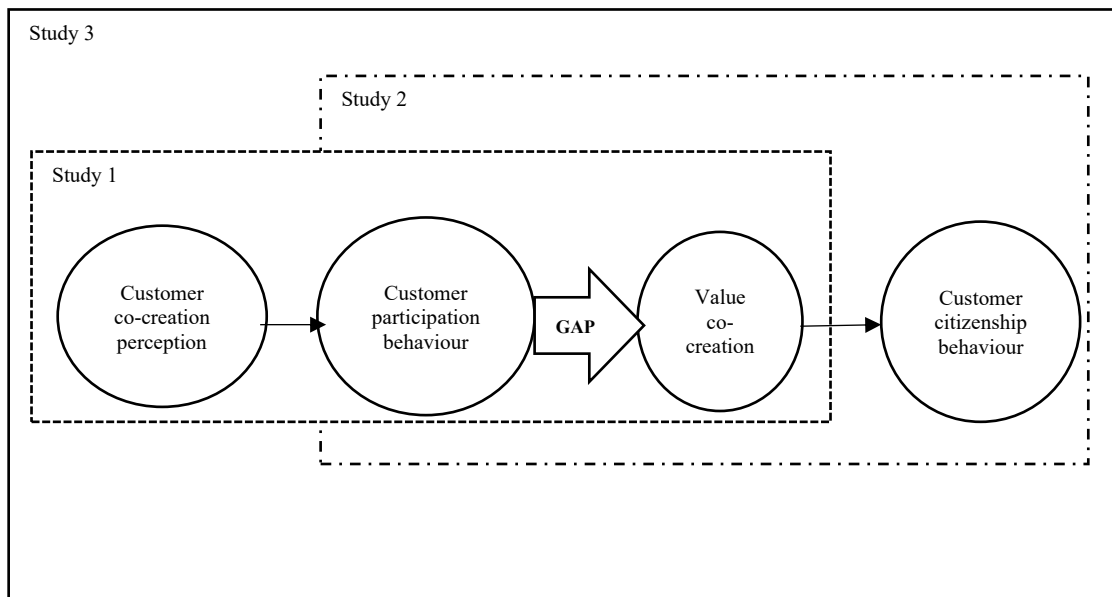 Study 3
Study 2
Study 1
Customer
co-creation
perception
Customer
participation
behaviour
GAP
Value
co-
creation
Customer
citizenship
behaviour